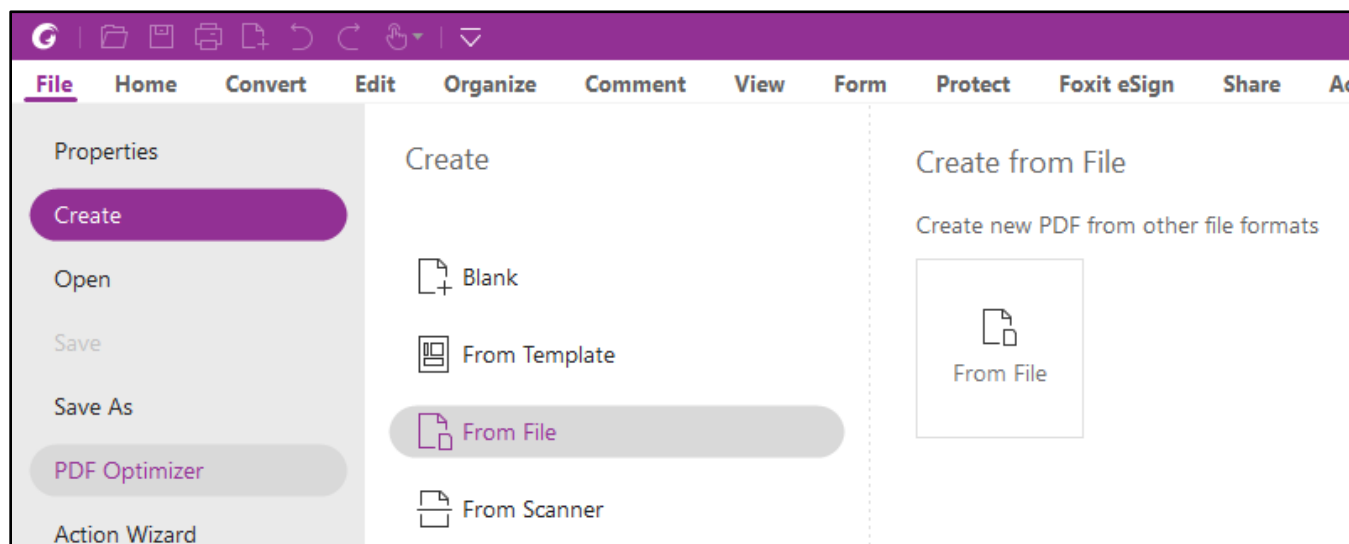 File Home Convert Edit Organize Comment View Form Protect Foxit eSign Share
Properties
Create
Open
Save
Save As
PDF Optimizer
Action Wizard
Create
Blank
From Template
From File
From Scanner
Create from File
Create new PDF from other file formats
From File